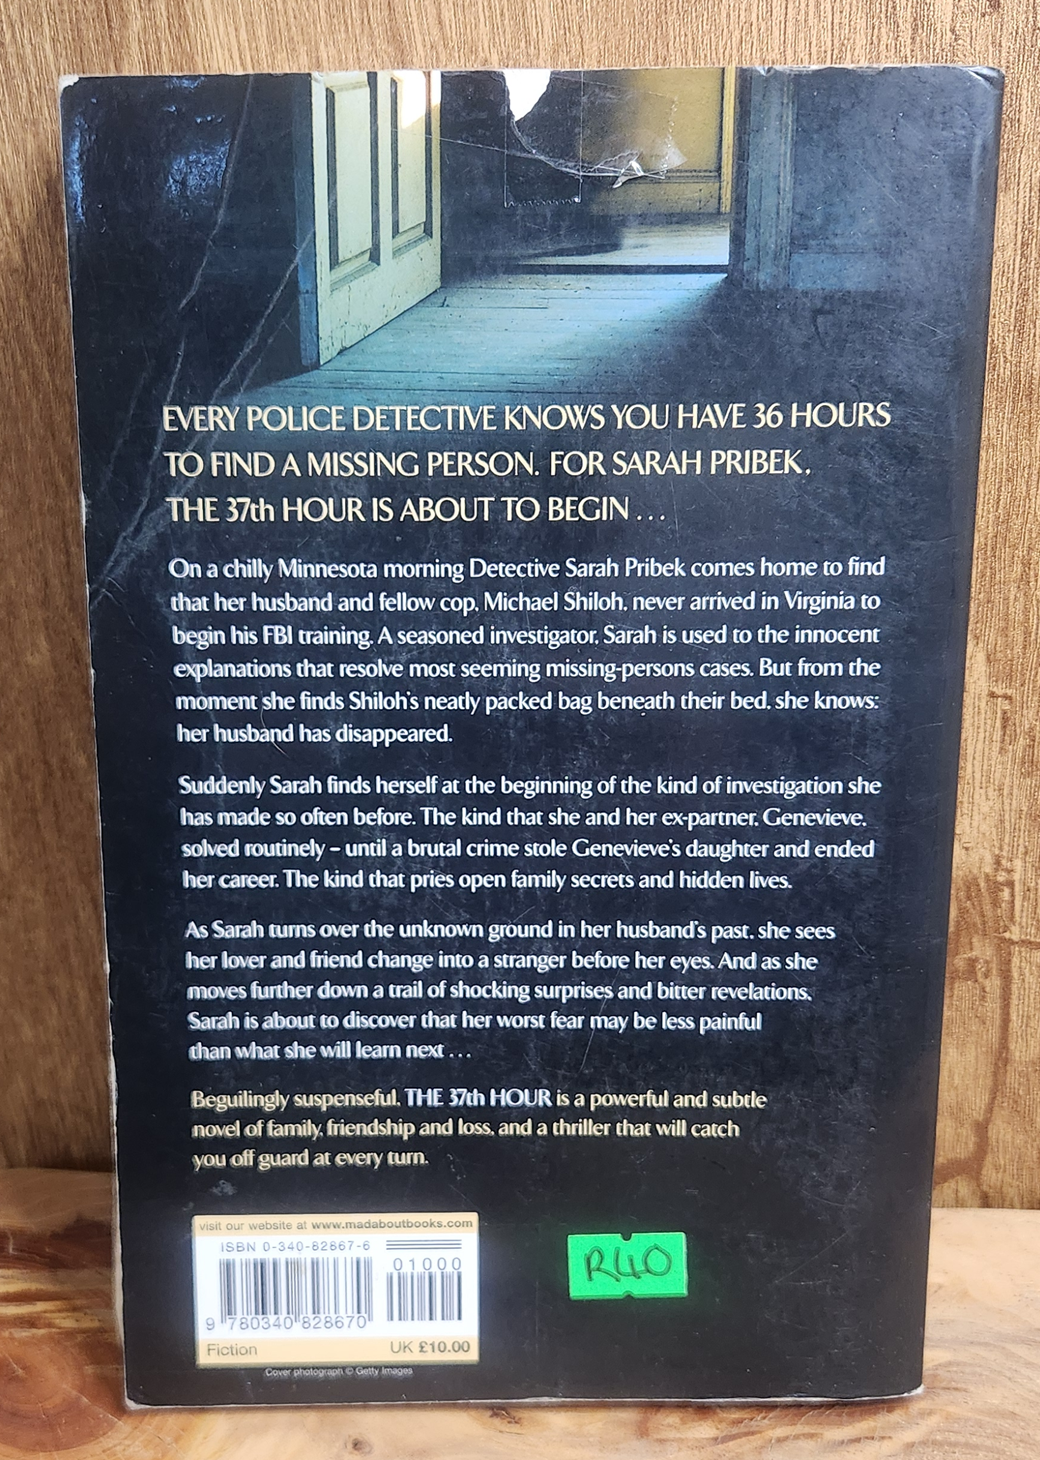 EVERY POLICE DETECTIVE KNOWS YOU HAVE 36 HOURS
TO FIND A MISSING PERSON. FOR SARAH PRIBEK,
THE 37th HOUR IS ABOUT TO BEGIN ...
On a chilly Minnesota morning Detective Sarah Pribek comes home to find
that her husband and fellow cop, Michael Shiloh, never arrived in Virginia to
begin his FBI training. A seasoned investigator, Sarah is used to the innocent
explanations that resolve most seeming missing-persons cases. But from the
moment she finds Shiloh's neatly packed bag beneath their bed, she knows:
her husband has disappeared.
Suddenly Sarah finds herself at the beginning of the kind of investigation she
has made so often before. The kind that she and her ex-partner, Genevieve,
solved routinely – until a brutal crime stole Genevieve's daughter and ended
her career. The kind that pries open family secrets and hidden lives.
As Sarah turns over the unknown ground in her husband's past, she sees
her lover and friend change into a stranger before her eyes. And as she
moves further down a trail of shocking surprises and bitter revelations,
Sarah is about to discover that her worst fear may be less painful
than what she will learn next ...
Beguilingly suspenseful, THE 37th HOUR is a powerful and subtle
novel of family, friendship and loss, and a thriller that will catch
you off guard at every turn.
visit our website at www.madaboutbooks.com
ISBN 0-340-82867-6
01000
9 780340 828670
Fiction UK £10.00
Cover photograph © Getty Images
R40